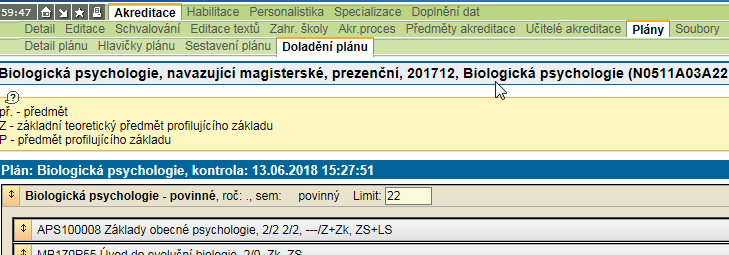 59:47 Akreditace Habilitace Personalistika Specializace Doplnění dat
Detail Editace Schvalování Editace textů Zahr. školy Akr.proces Předměty akreditace Učitelé akreditace Plány Soubory
Detail plánu Hlavičky plánu Sestavení plánu Doladění plánu
Biologická psychologie, navazující magisterské, prezenční, 201712, Biologická psychologie (N0511A03A22
př. - předmět
Z - základní teoretický předmět profilujícího základu
P - předmět profilujícího základu
Plán: Biologická psychologie, kontrola: 13.06.2018 15:27:51
Biologická psychologie - povinné, roč: ., sem: povinný Limit: 22
APS100008 Základy obecné psychologie, 2/2 2/2, ---/Z+Zk, ZS+LS
MB170P55 Úvod do evoluční biologie, 2/0, Zk, ZS